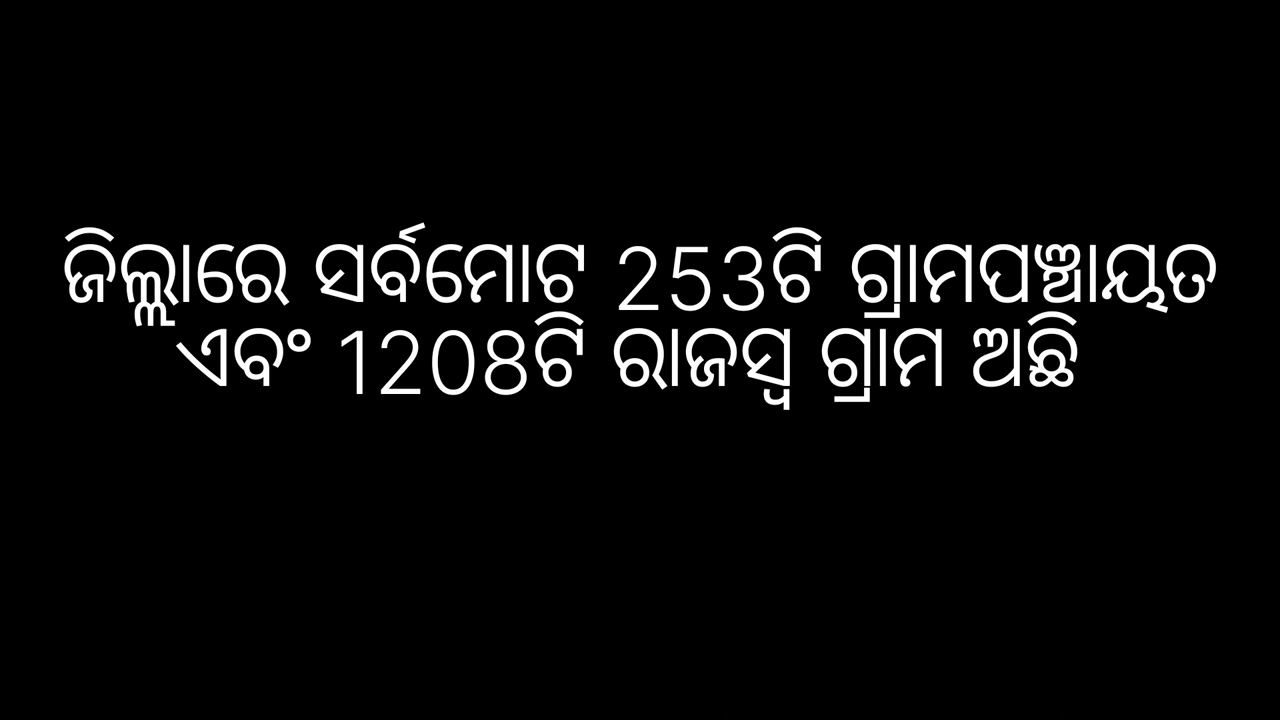 ଜିଲ୍ଲାରେ ସର୍ବମୋଟ 253ଟି ଗ୍ରାମପଞ୍ଚାୟତ
ଏବଂ 1208ଟି ରାଜସ୍ୱ ଗ୍ରାମ ଅଛି